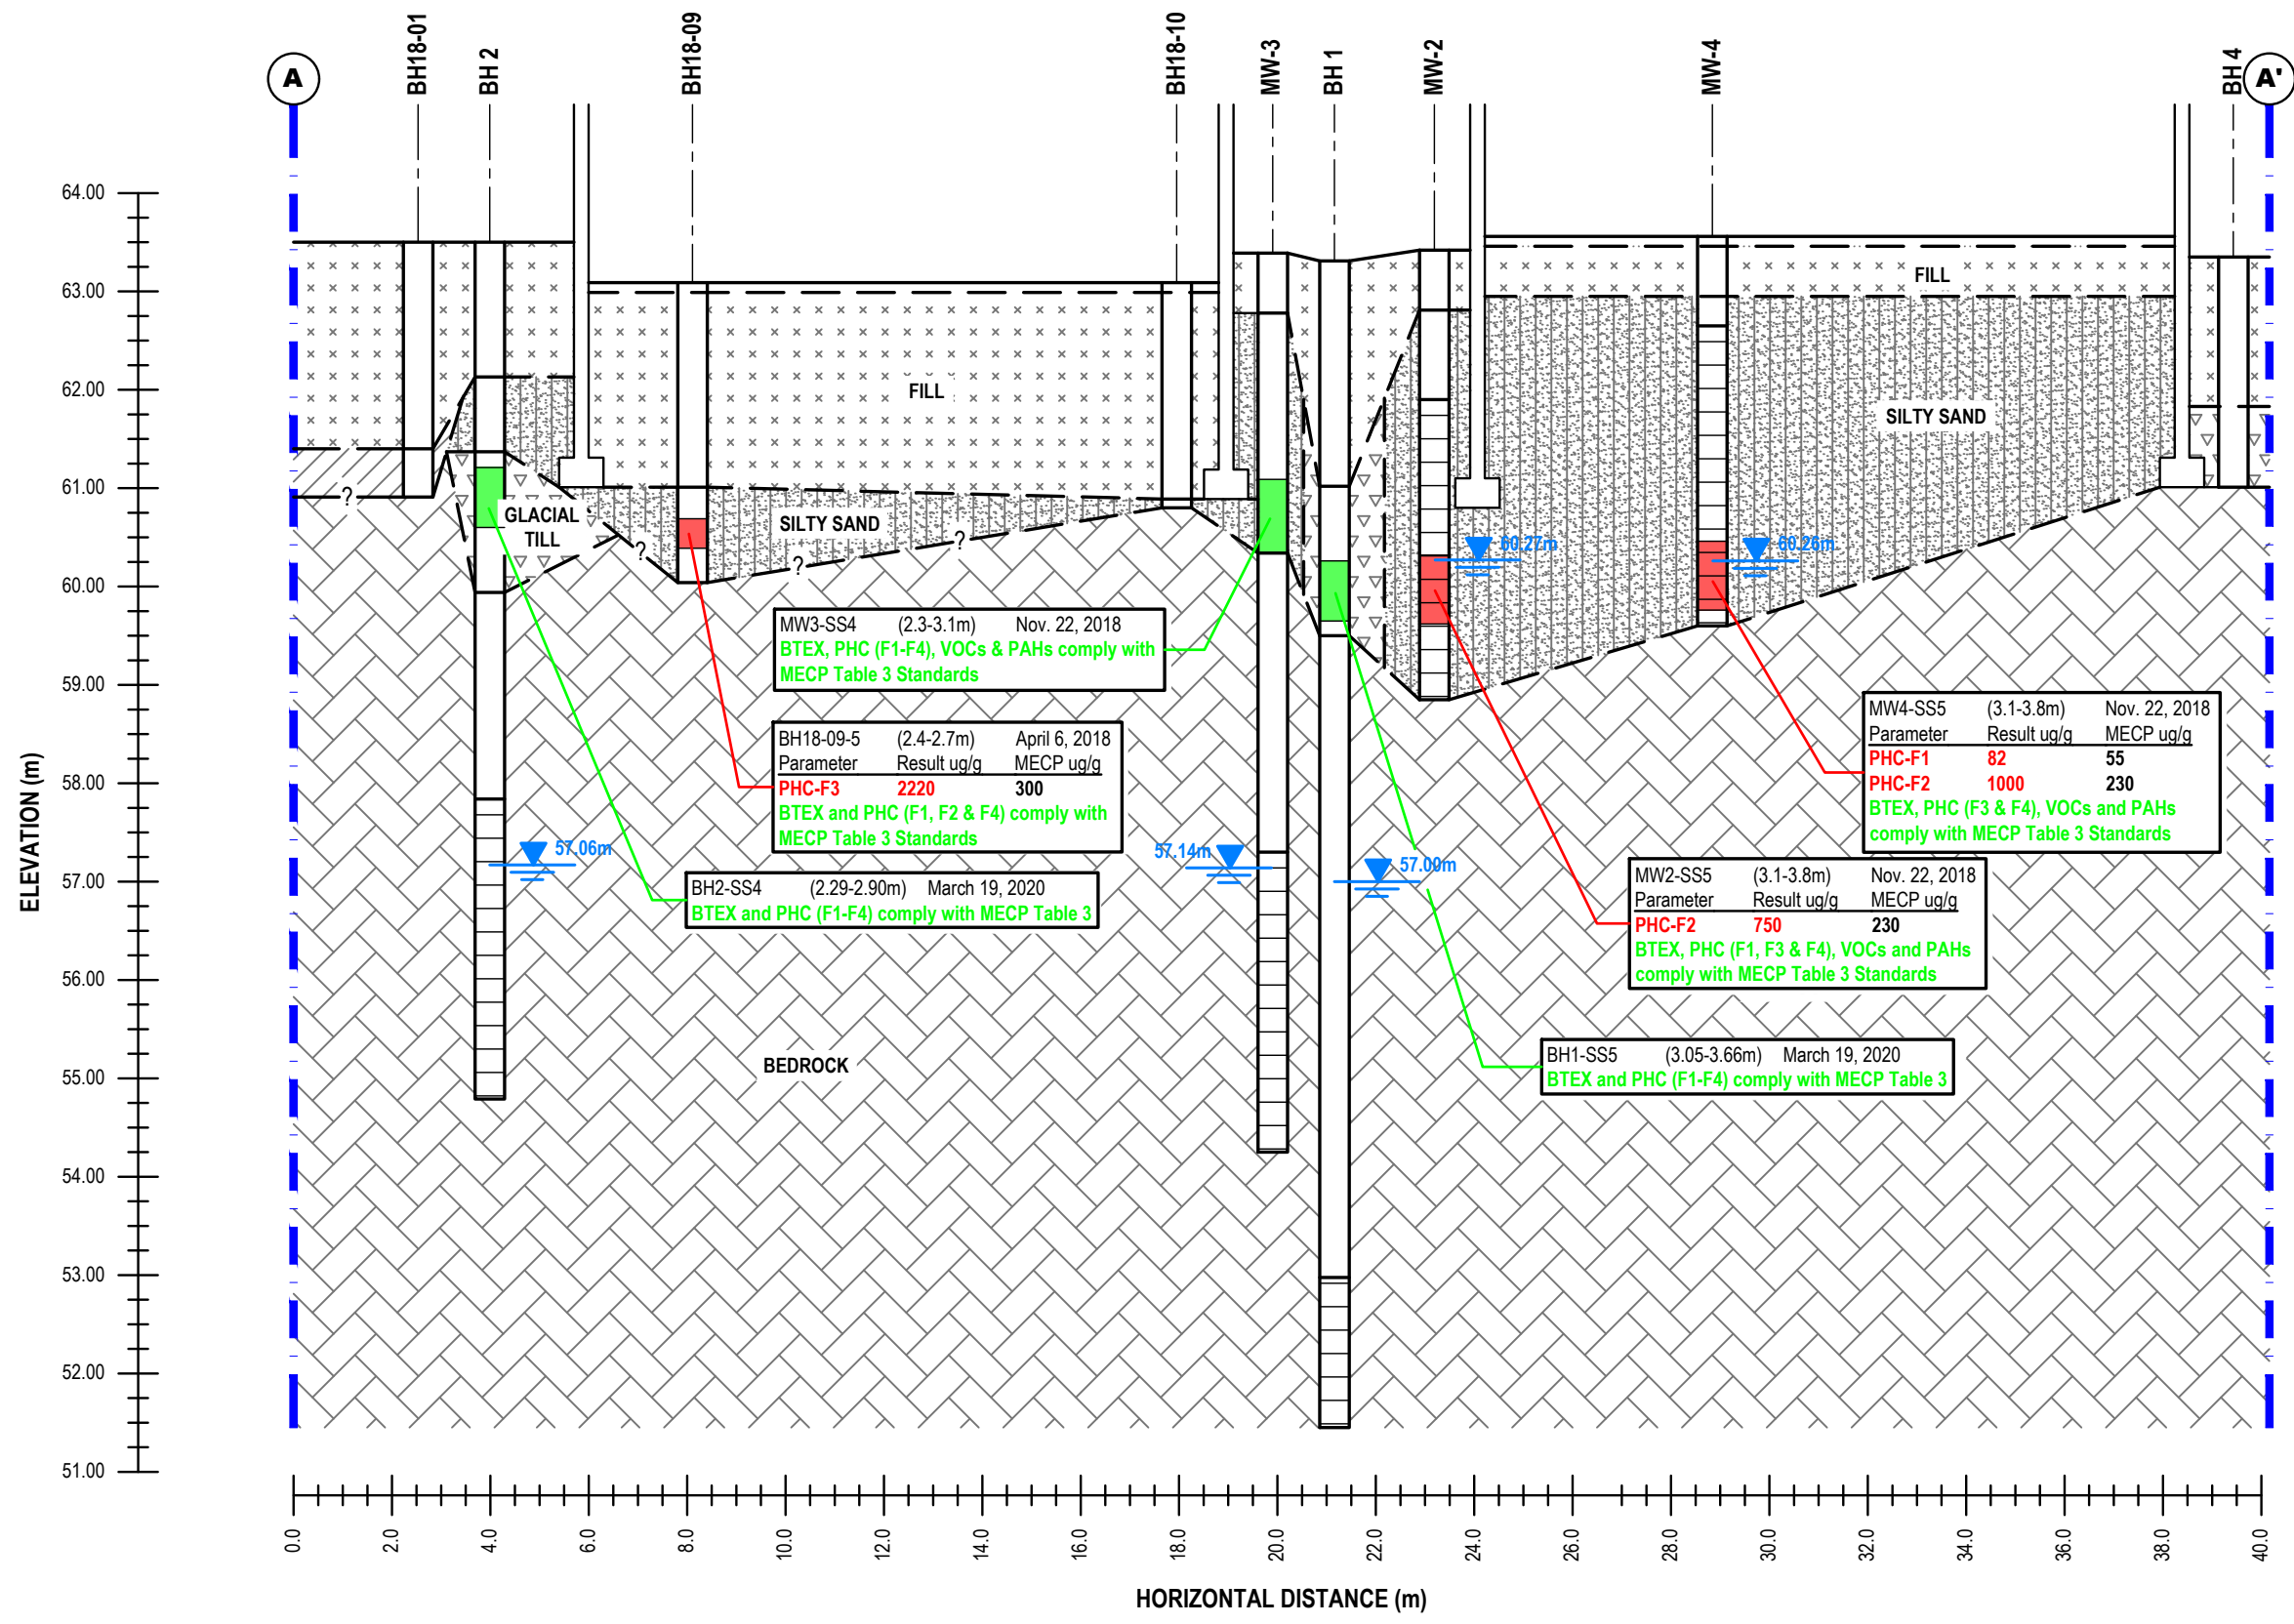 A
BH18-01
BH 2
BH18-09
BH18-10
MW-3
BH 1
MW-2
MW-4
BH 4
A'
ELEVATION (m)
64.00
63.00
62.00
61.00
60.00
59.00
58.00
57.00
56.00
55.00
54.00
53.00
52.00
51.00
FILL
FILL
SILTY SAND
GLACIAL
TILL
SILTY SAND
?
?
?
?
60.27m
60.26m
MW3-SS4 (2.3-3.1m) Nov. 22, 2018
BTEX, PHC (F1-F4), VOCs & PAHs comply with
MECP Table 3 Standards
BH18-09-5 (2.4-2.7m) April 6, 2018
Parameter Result ug/g MECP ug/g
PHC-F3 2220 300
BTEX and PHC (F1, F2 & F4) comply with
MECP Table 3 Standards
MW4-SS5 (3.1-3.8m) Nov. 22, 2018
Parameter Result ug/g MECP ug/g
PHC-F1 82 55
PHC-F2 1000 230
BTEX, PHC (F3 & F4), VOCs and PAHs
comply with MECP Table 3 Standards
57.06m
57.14m
57.00m
BH2-SS4 (2.29-2.90m) March 19, 2020
BTEX and PHC (F1-F4) comply with MECP Table 3
MW2-SS5 (3.1-3.8m) Nov. 22, 2018
Parameter Result ug/g MECP ug/g
PHC-F2 750 230
BTEX, PHC (F1, F3 & F4), VOCs and PAHs
comply with MECP Table 3 Standards
BH1-SS5 (3.05-3.66m) March 19, 2020
BTEX and PHC (F1-F4) comply with MECP Table 3
BEDROCK
0.0
2.0
4.0
6.0
8.0
10.0
12.0
14.0
16.0
18.0
20.0
22.0
24.0
26.0
28.0
30.0
32.0
34.0
36.0
38.0
40.0
HORIZONTAL DISTANCE (m)